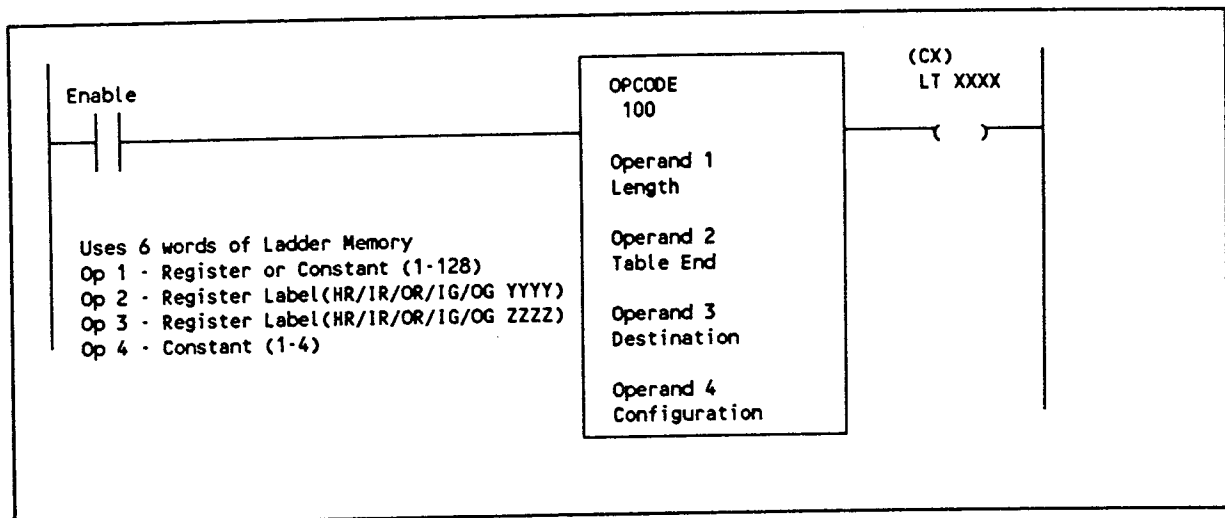 Enable
Uses 6 words of Ladder Memory
Op 1 - Register or Constant (1-128)
Op 2 - Register Label(HR/IR/OR/IG/OG YYYY)
Op 3 - Register Label(HR/IR/OR/IG/OG ZZZZ)
Op 4 - Constant (1-4)
OPCODE
100
Operand 1
Length
Operand 2
Table End
Operand 3
Destination
Operand 4
Configuration
(CX)
LT XXXX